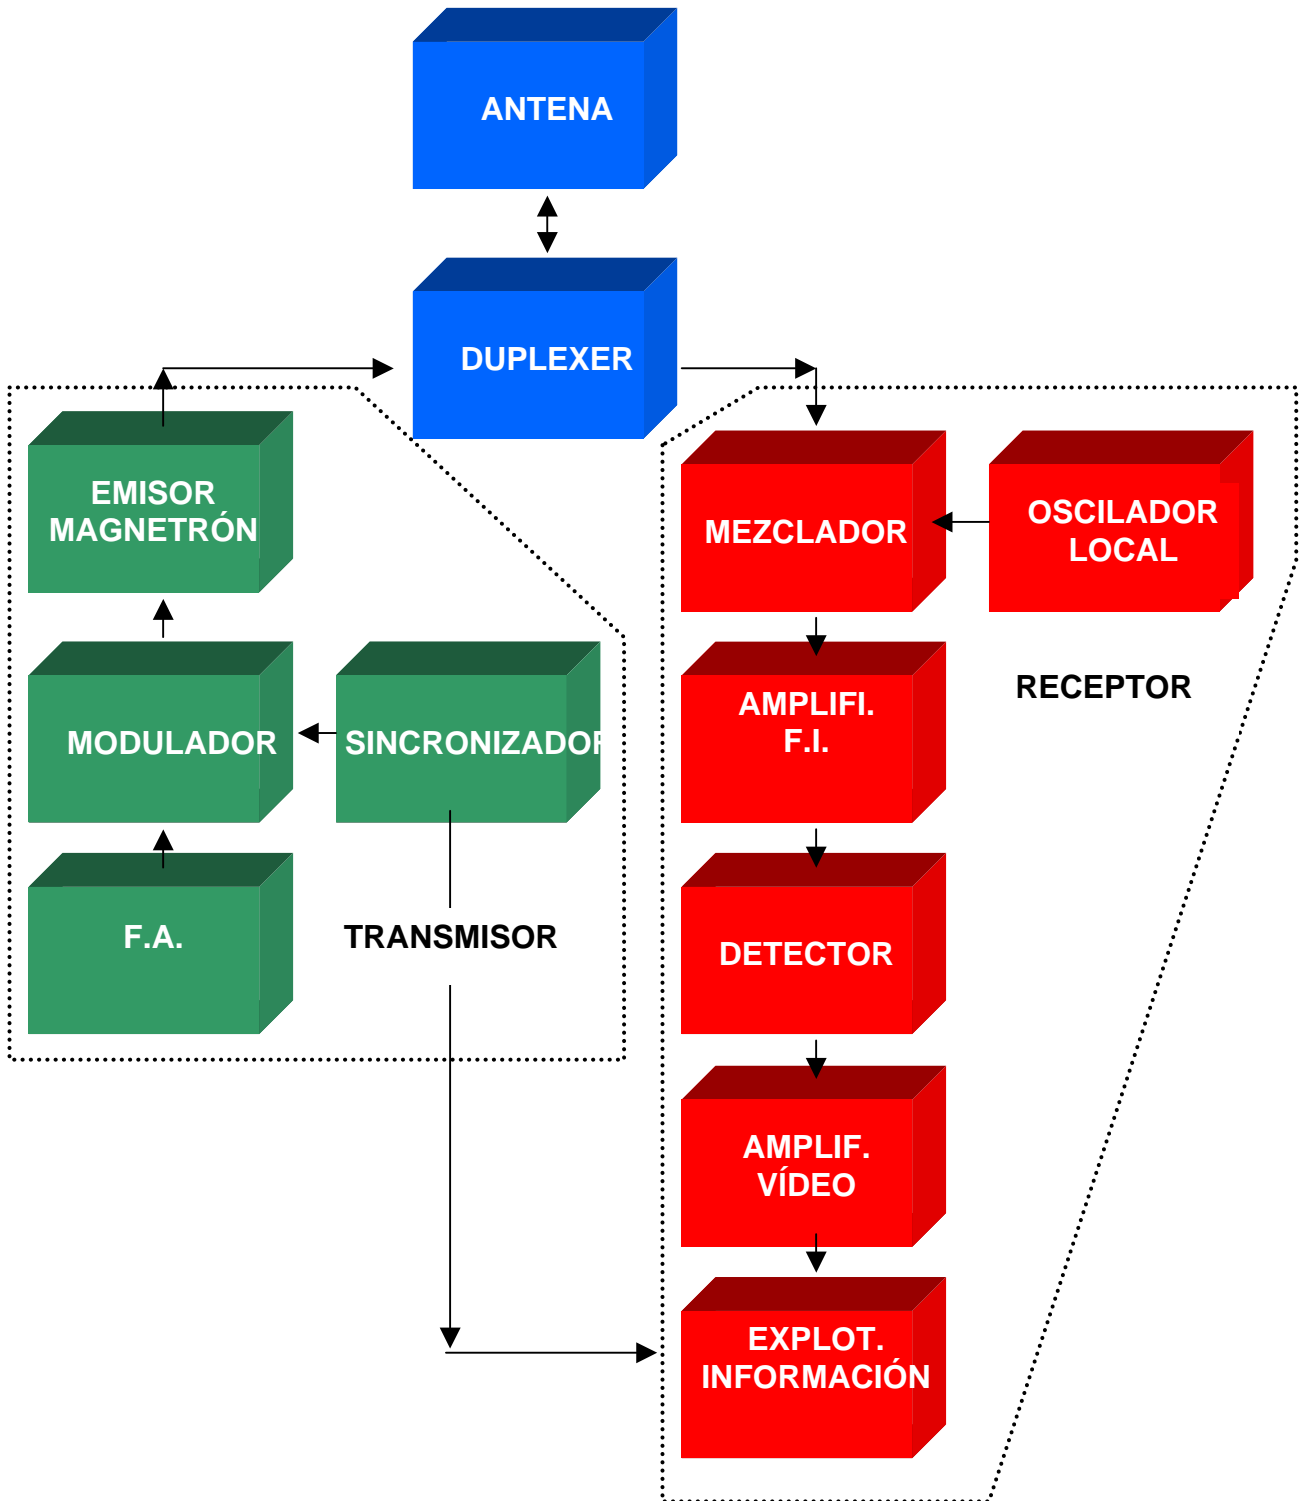 ANTENA
DUPLEXER
EMISOR
MAGNETRÓN
MEZCLADOR
OSCILADOR
LOCAL
MODULADOR
SINCRONIZADOR
AMPLIFI.
F.I.
RECEPTOR
F.A.
TRANSMISOR
DETECTOR
AMPLIF.
VÍDEO
EXPLOT.
INFORMACIÓN